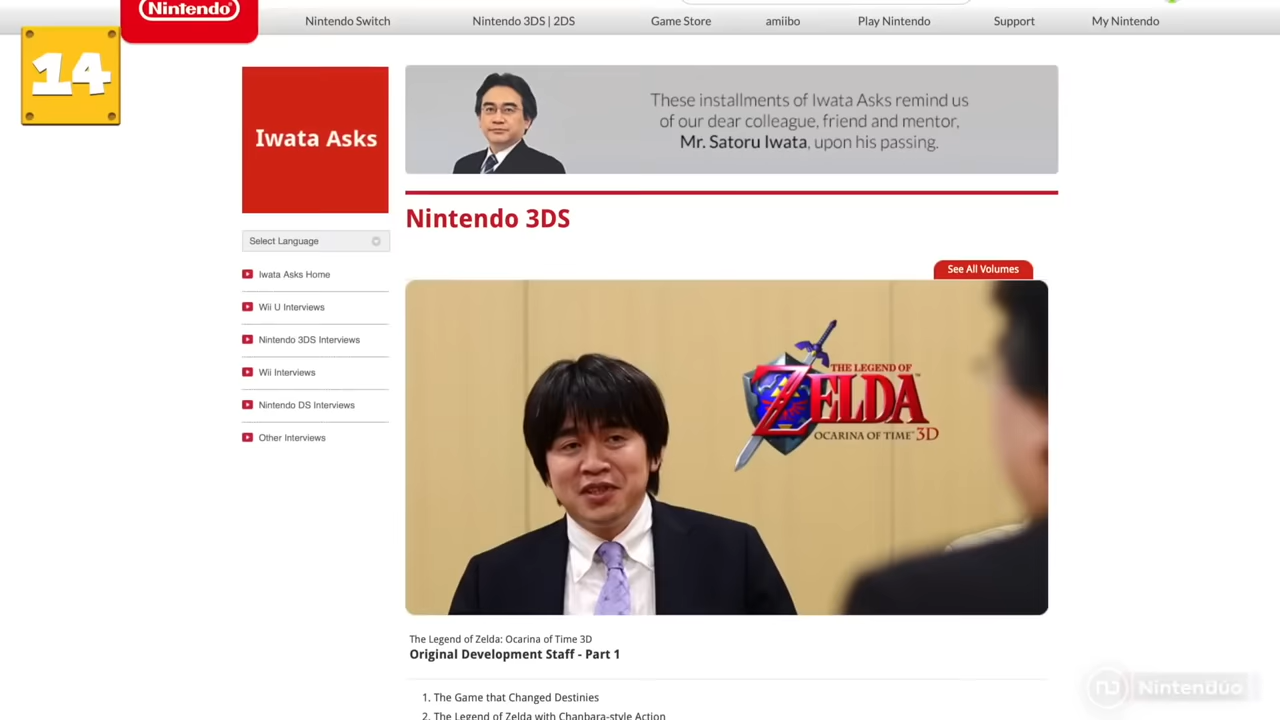 Nintendo
Nintendo Switch
Nintendo 3DS | 2DS
Game Store
amiibo
Play Nintendo
Support
My Nintendo
14
Iwata Asks
These installments of Iwata Asks remind us
of our dear colleague, friend and mentor,
Mr. Satoru Iwata, upon his passing.
Select Language
Iwata Asks Home
Wii U Interviews
Nintendo 3DS Interviews
Wii Interviews
Nintendo DS Interviews
Other Interviews
Nintendo 3DS
See All Volumes
THE LEGEND OF
ZELDA™
OCARINA OF TIME™ 3D
The Legend of Zelda: Ocarina of Time 3D
Original Development Staff - Part 1
1. The Game that Changed Destinies
2. The Legend of Zelda with Chanbara-style Action
Nintendúo